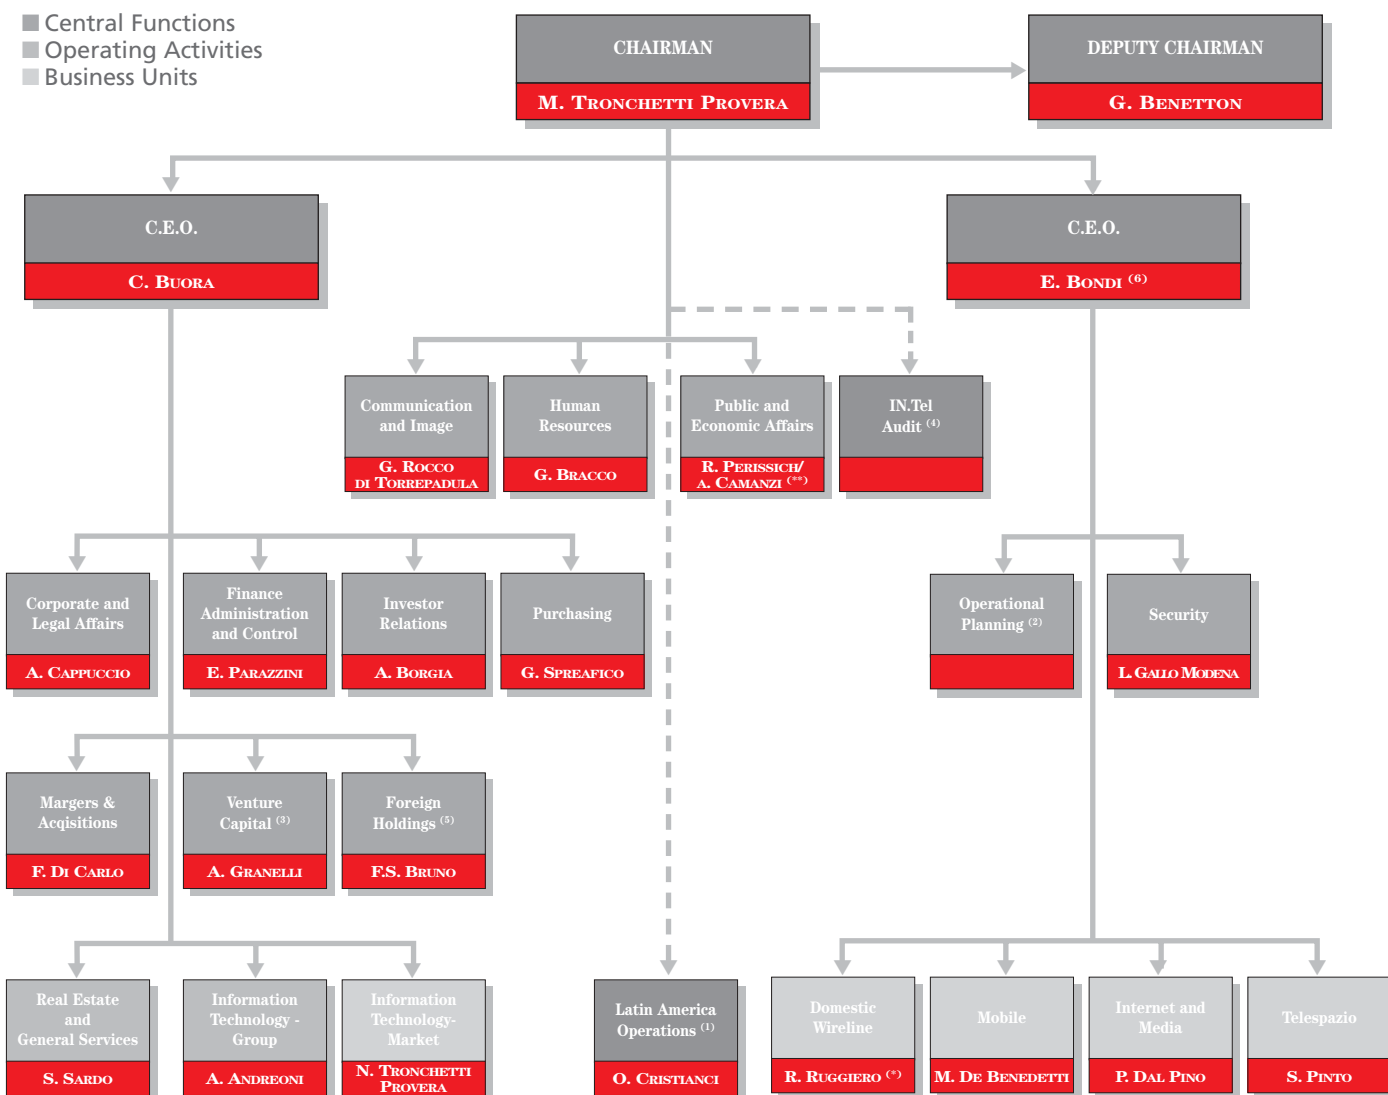 Central Functions
Operating Activities
Business Units
CHAIRMAN
M. TRONCHETTI PROVERA
DEPUTY CHAIRMAN
G. BENETTON
C.E.O.
C. BUORA
C.E.O.
E. BONDI (6)
Communication
and Image
G. ROCCO
DI TORREPADULA
Human
Resources
G. BRACCO
Public and
Economic Affairs
R. PERISSICH/
A. CAMANZI (**)
IN.Tel
Audit (4)
Corporate and
Legal Affairs
A. CAPPUCCIO
Finance
Administration
and Control
E. PARAZZINI
Investor
Relations
A. BORGIA
Purchasing
G. SPREAFICO
Operational
Planning (2)
Security
L. GALLO MODENA
Margers &
Acqisitions
F. DI CARLO
Venture
Capital (3)
A. GRANELLI
Foreign
Holdings (5)
F.S. BRUNO
Real Estate
and
General Services
S. SARDO
Information
Technology -
Group
A. ANDREONI
Information
Technology-
Market
N. TRONCHETTI
PROVERA
Latin America
Operations (1)
O. CRISTIANCI
Domestic
Wireline
R. RUGGIERO (*)
Mobile
M. DE BENEDETTI
Internet and
Media
P. DAL PINO
Telespazio
S. PINTO